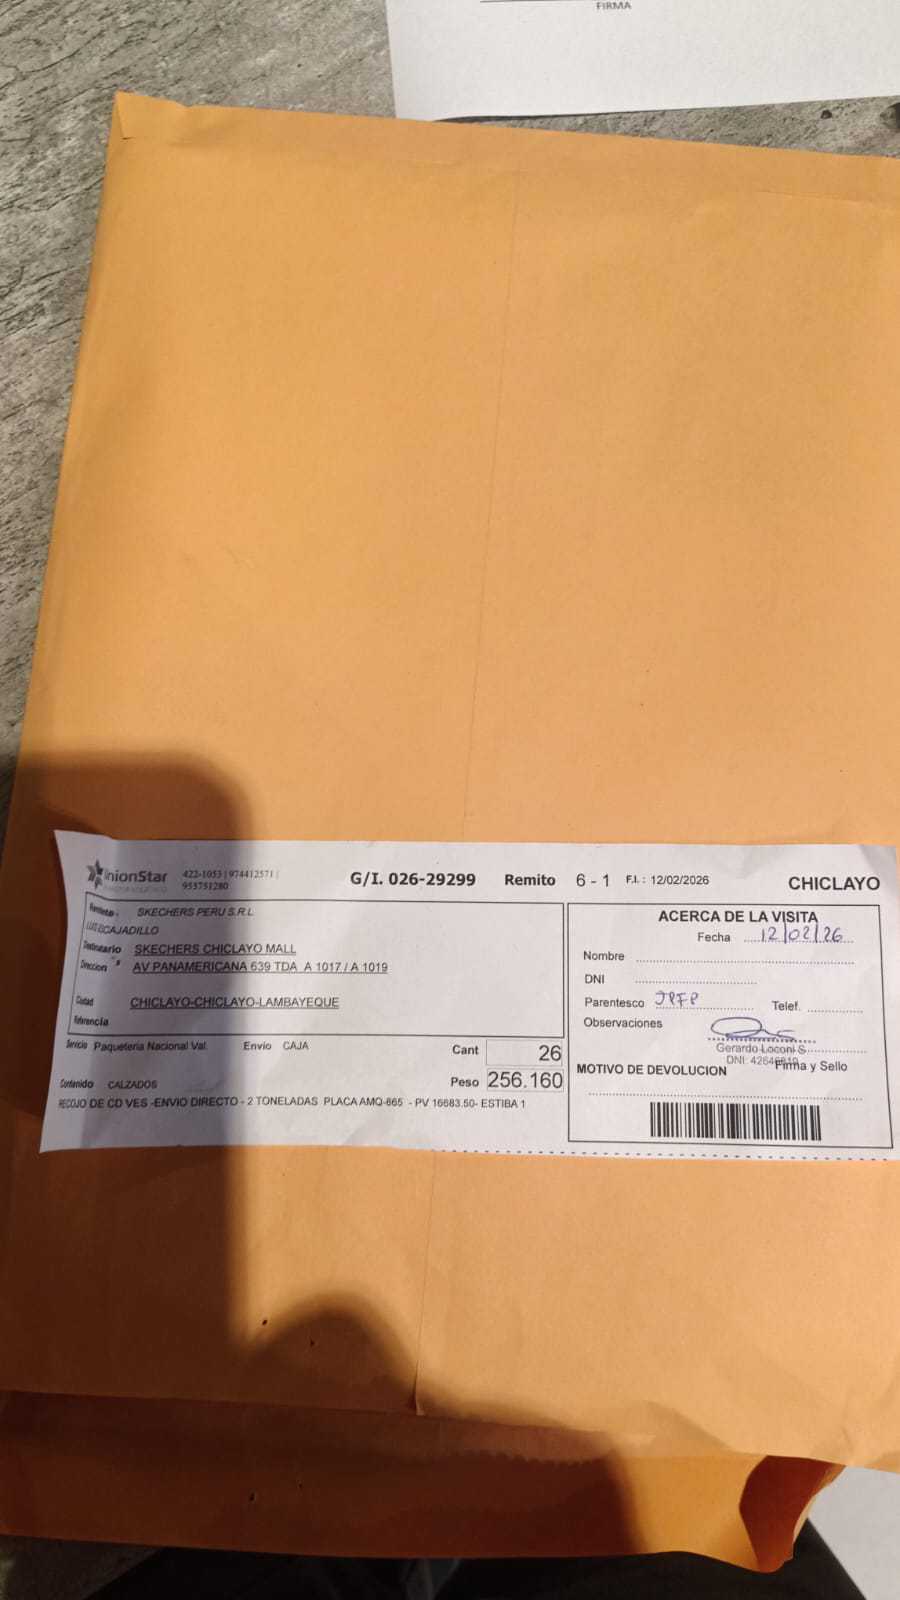 FIRMA
UnionStar
422-1053 | 974412571 |
955751280
G/I. 026-29299 Remito 6 - 1 F.I. : 12/02/2026 CHICLAYO
SKECHERS PERU S.R.L
LUIS ESCAJADILLO
Destinatario SKECHERS CHICLAYO MALL
Direccion AV PANAMERICANA 639 TDA A 1017 / A 1019
Ciudad CHICLAYO-CHICLAYO-LAMBAYEQUE
Referencia
Servicio Paqueteria Nacional Val. Envio CAJA
Cant 26
Contenido CALZADOS
Peso 256.160
RECOJO DE CD VES -ENVIO DIRECTO - 2 TONELADAS PLACA AMQ-865 - PV 16683.50- ESTIBA 1
ACERCA DE LA VISITA
Fecha 12/02/26
Nombre
DNI
Parentesco Telef.
Observaciones
Gerardo Loconi S.
DNI:
Firma y Sello
MOTIVO DE DEVOLUCION